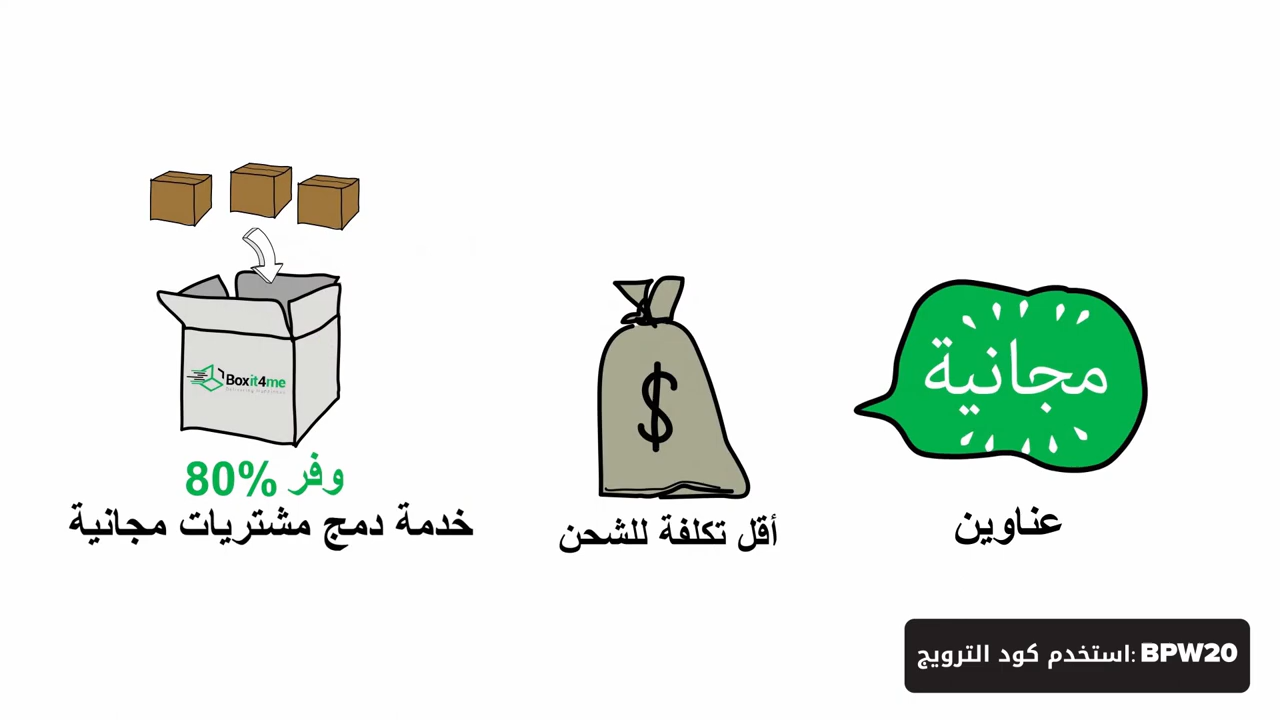 مجانية
عناوين
$
أقل تكلفة للشحن
Boxit4me
وفر 80%
خدمة دمج مشتريات مجانية
استخدم كود الترويج: BPW20